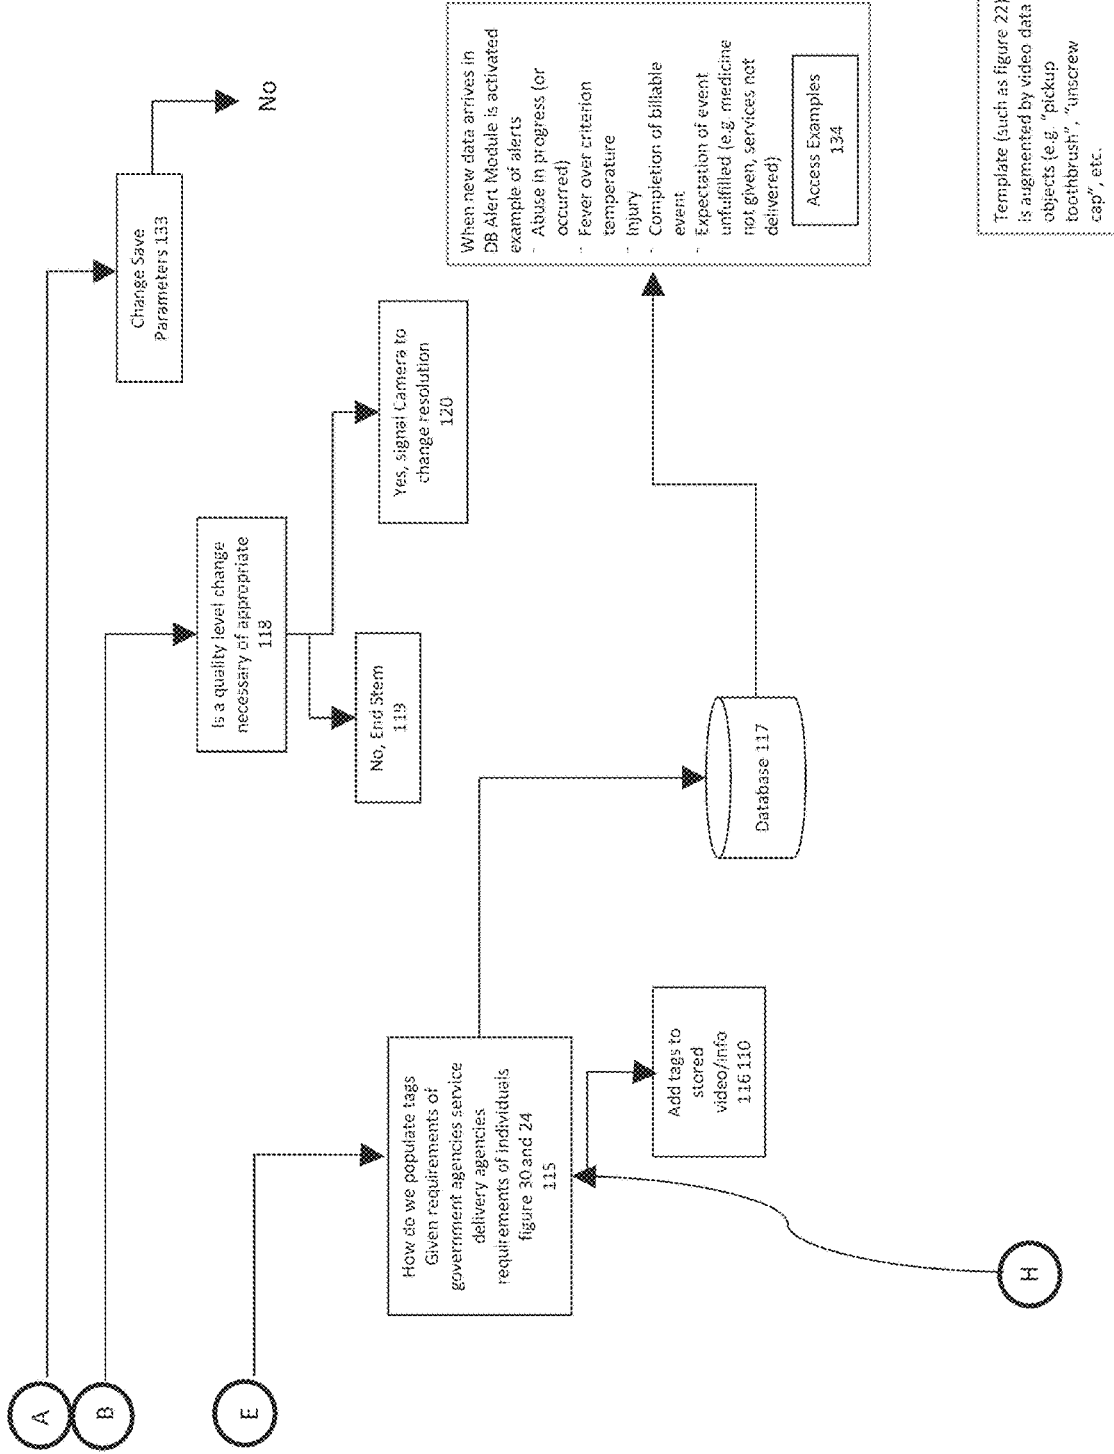 A
Change Save
Parameters 133
No
B
Is a quality level change
necessary of appropriate
118
No, End Stem
119
Yes, signal Camera to
change resolution
120
E
How do we populate tags
Given requirements of
government agencies service
delivery agencies
requirements of individuals
figure 30 and 24
115
Add tags to
stored
video/info
116 110
Database 117
When new data arrives in
DB Alert Module is activated
example of alerts
- Abuse in progress (or
occurred)
- Fever over criterion
temperature
- Injury
- Completion of billable
event
- Expectation of event
unfulfilled (e.g. medicine
not given, services not
delivered)
Access Examples
134
H
Template (such as figure 22)
is augmented by video data
objects (e.g. "pickup
toothbrush", "unscrew
cap", etc.